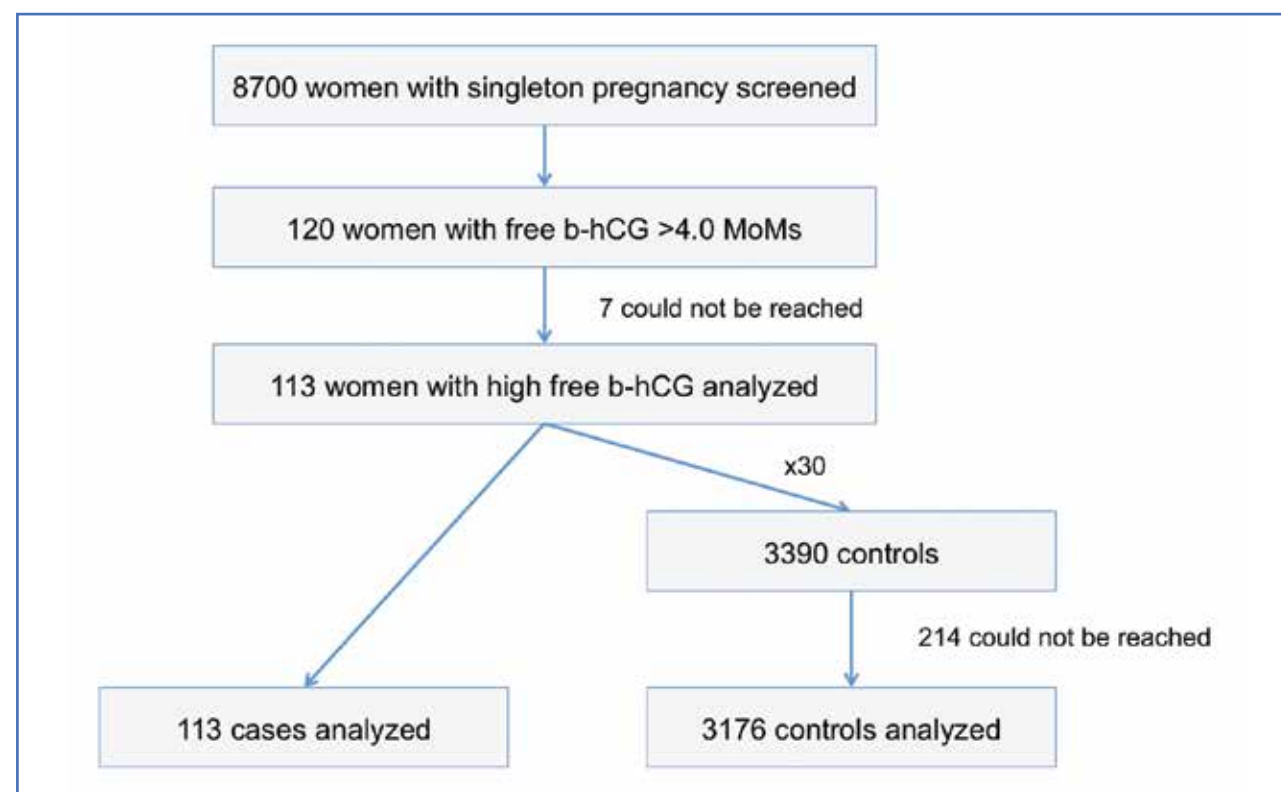 8700 women with singleton pregnancy screened
120 women with free b-hCG >4.0 MoMs
7 could not be reached
113 women with high free b-hCG analyzed
x30
3390 controls
214 could not be reached
113 cases analyzed
3176 controls analyzed